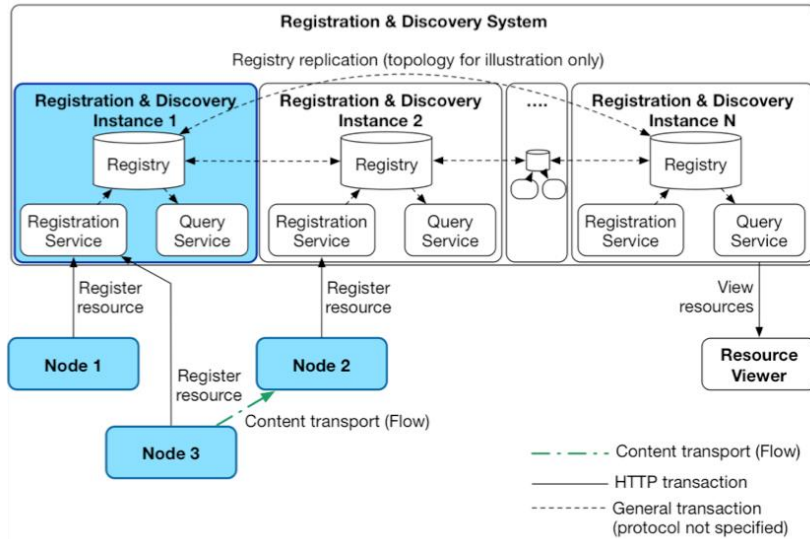 Registration & Discovery System
Registry replication (topology for illustration only)
Registration & Discovery
Instance 1
Registry
Registration
Service
Query
Service
Registration & Discovery
Instance 2
Registry
Registration
Service
Query
Service
....
Registration & Discovery
Instance N
Registry
Registration
Service
Query
Service
Register
resource
Register
resource
View
resources
Node 1
Register
resource
Node 2
Resource
Viewer
Content transport (Flow)
Node 3
Content transport (Flow)
HTTP transaction
General transaction
(protocol not specified)